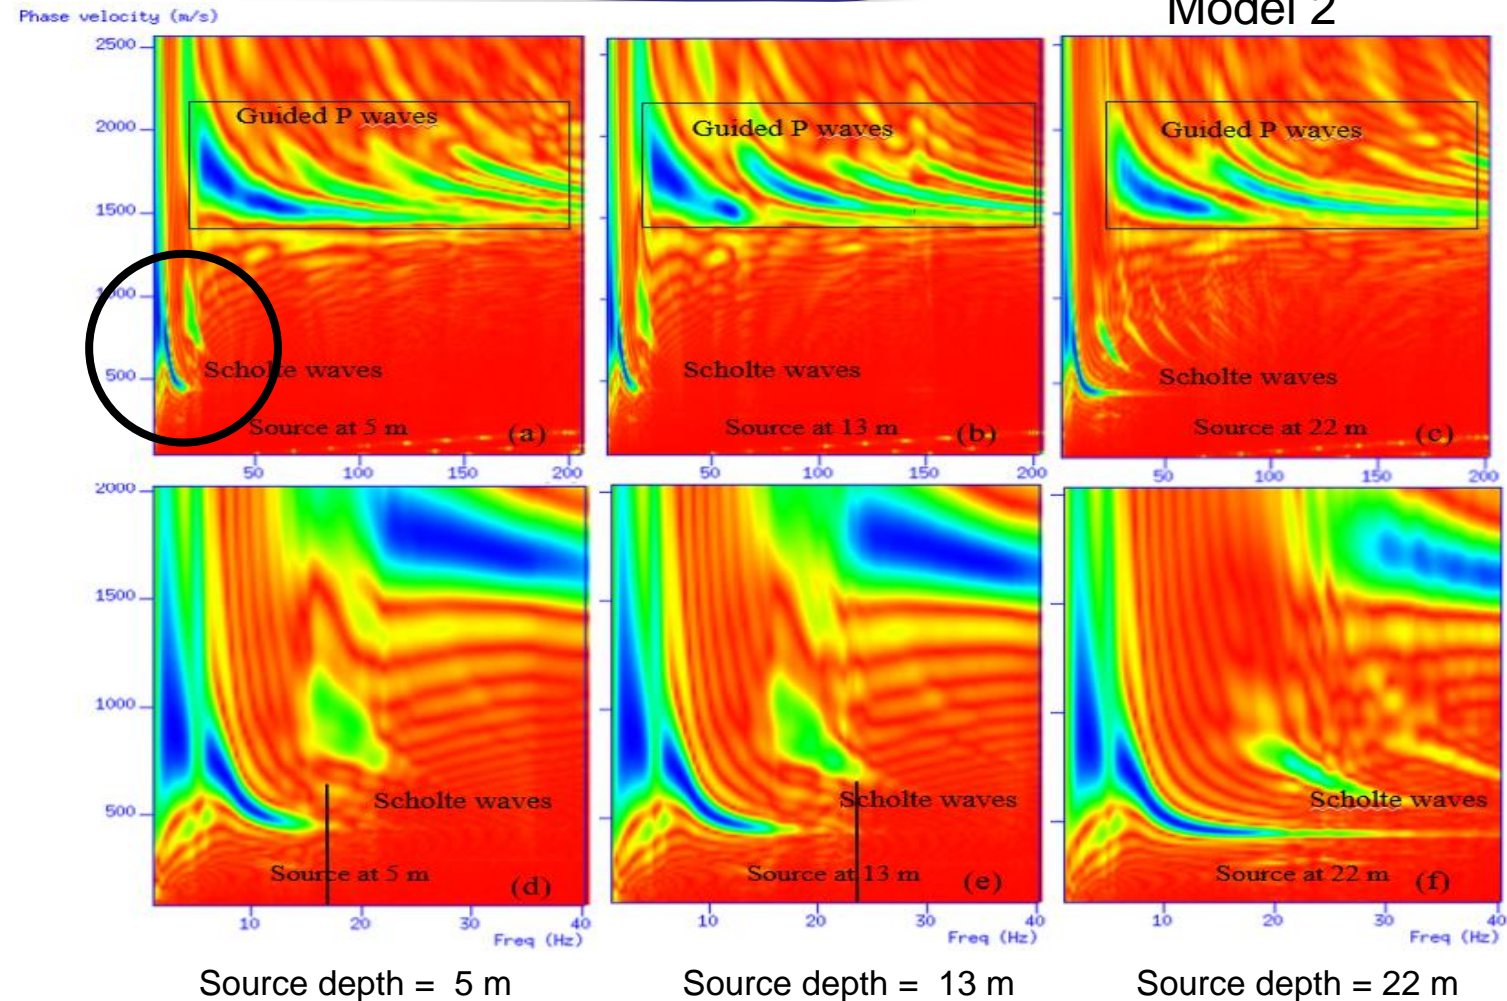 Model 2
Phase velocity (m/s)
2500
2000
1500
1000
500
Guided P waves
Scholte waves
Source at 5 m (a)
50 100 150 200
Guided P waves
Scholte waves
Source at 13 m (b)
50 100 150 200
Guided P waves
Scholte waves
Source at 22 m (c)
50 100 150 200
2000
1500
1000
500
Scholte waves
Source at 5 m (d)
10 20 30 40
Freq (Hz)
Scholte waves
Source at 13 m (e)
10 20 30 40
Freq (Hz)
Scholte waves
Source at 22 m (f)
10 20 30 40
Freq (Hz)
Source depth = 5 m
Source depth = 13 m
Source depth = 22 m